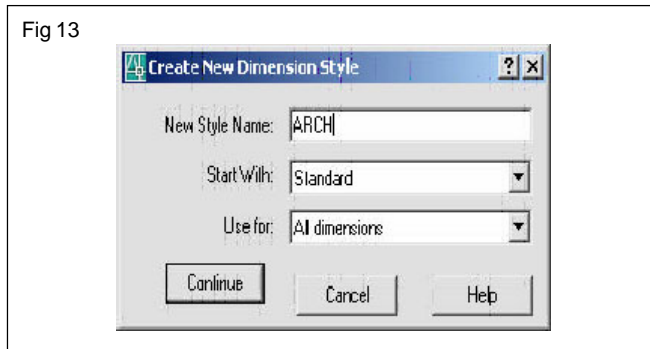 Fig 13
Create New Dimension Style
New Style Name: ARCH
Start With: Standard
Use for: All dimensions
Continue Cancel Help